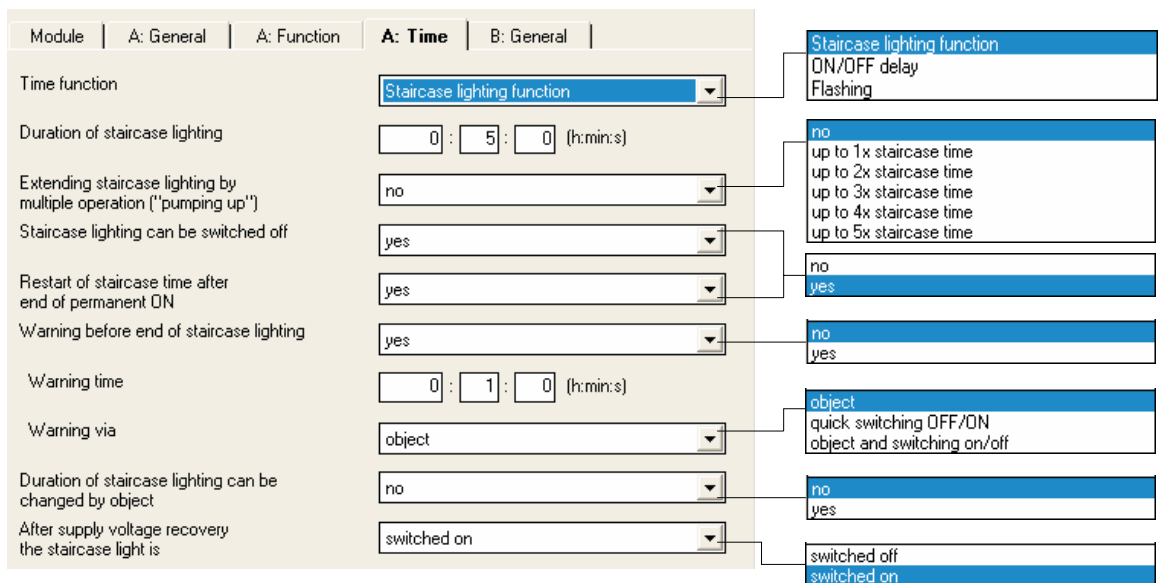 Module
A: General
A: Function
A: Time
B: General
Time function
Staircase lighting function
Staircase lighting function
ON/OFF delay
Flashing
Duration of staircase lighting
0 : 5 : 0 (h:min:s)
Extending staircase lighting by
multiple operation ("pumping up")
no
no
up to 1x staircase time
up to 2x staircase time
up to 3x staircase time
up to 4x staircase time
up to 5x staircase time
Staircase lighting can be switched off
yes
no
yes
Restart of staircase time after
end of permanent ON
yes
Warning before end of staircase lighting
yes
no
yes
Warning time
0 : 1 : 0 (h:min:s)
Warning via
object
object
quick switching OFF/ON
object and switching on/off
Duration of staircase lighting can be
changed by object
no
no
yes
After supply voltage recovery
the staircase light is
switched on
switched off
switched on